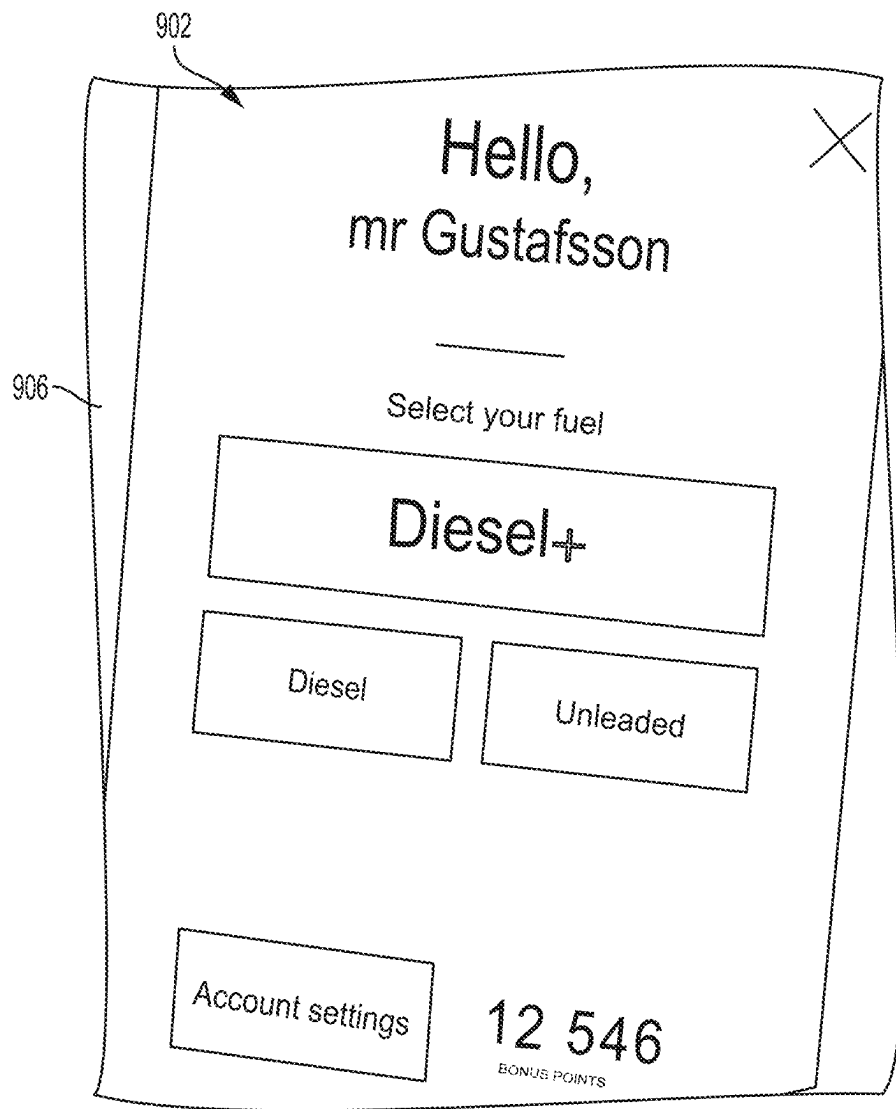 902
Hello,
mr Gustafsson
906
Select your fuel
Diesel+
Diesel
Unleaded
Account settings
12 546
BONUS POINTS